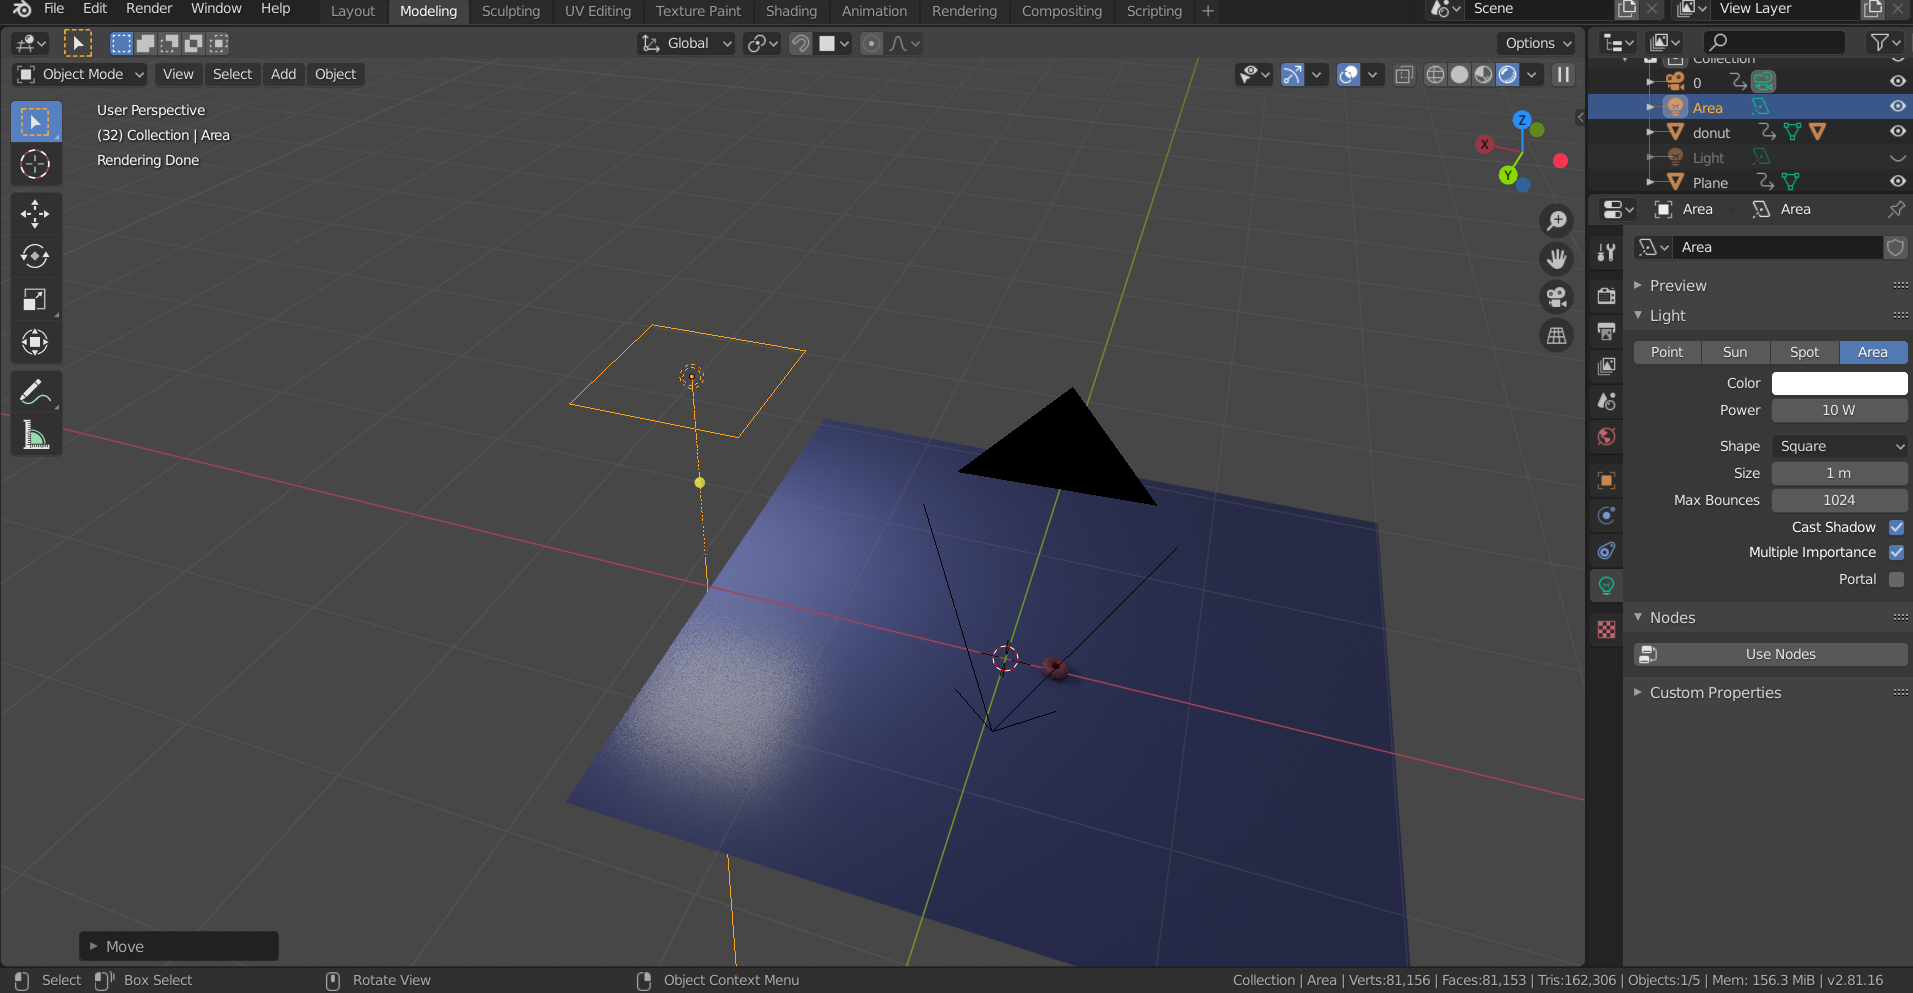 File Edit Render Window Help Layout Modeling Sculpting UV Editing Texture Paint Shading Animation Rendering Compositing Scripting + Scene View Layer
Global Options
Object Mode View Select Add Object
User Perspective
(32) Collection | Area
Rendering Done
Z
X
Y
Collection
0
Area
donut
Light
Plane
Area Area
Area
Preview
Light
Point Sun Spot Area
Color
Power 10 W
Shape Square
Size 1 m
Max Bounces 1024
Cast Shadow
Multiple Importance
Portal
Nodes
Use Nodes
Custom Properties
Move
Select Box Select Rotate View Object Context Menu Collection | Area | Verts:81,156 | Faces:81,153 | Tris:162,306 | Objects:1/5 | Mem: 156.3 MiB | v2.81.16